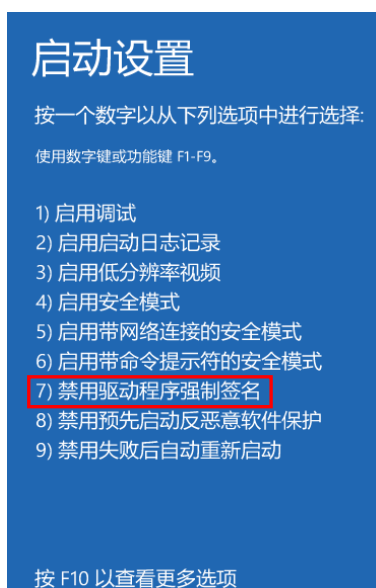 启动设置
按一个数字以从下列选项中进行选择:
使用数字键或功能键 F1-F9。
1) 启用调试
2) 启用启动日志记录
3) 启用低分辨率视频
4) 启用安全模式
5) 启用带网络连接的安全模式
6) 启用带命令提示符的安全模式
7) 禁用驱动程序强制签名
8) 禁用预先启动反恶意软件保护
9) 禁用失败后自动重新启动
按 F10 以查看更多选项